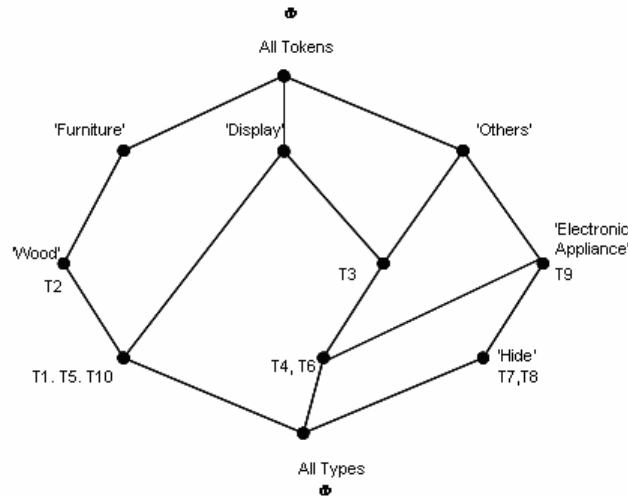 Φ
All Tokens
'Furniture'
'Display'
'Others'
'Wood'
T2
T3
'Electronic
Appliance'
T9
T1. T5. T10
T4, T6
'Hide'
T7,T8
All Types
Φ